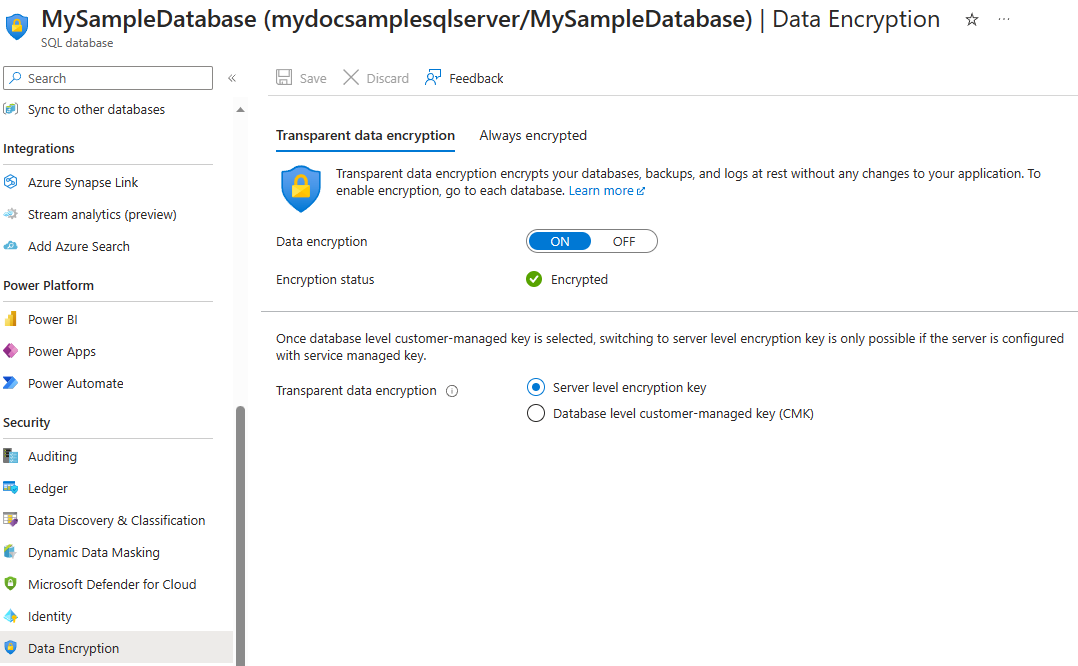 MySampleDatabase (mydocsamplesqlserver/MySampleDatabase) | Data Encryption
SQL database
Search
Sync to other databases
Integrations
Azure Synapse Link
Stream analytics (preview)
Add Azure Search
Power Platform
Power BI
Power Apps
Power Automate
Security
Auditing
Ledger
Data Discovery & Classification
Dynamic Data Masking
Microsoft Defender for Cloud
Identity
Data Encryption
Save
Discard
Feedback
Transparent data encryption
Always encrypted
Transparent data encryption encrypts your databases, backups, and logs at rest without any changes to your application. To
enable encryption, go to each database. Learn more
Data encryption
ON
OFF
Encryption status
Encrypted
Once database level customer-managed key is selected, switching to server level encryption key is only possible if the server is configured
with service managed key.
Transparent data encryption
Server level encryption key
Database level customer-managed key (CMK)